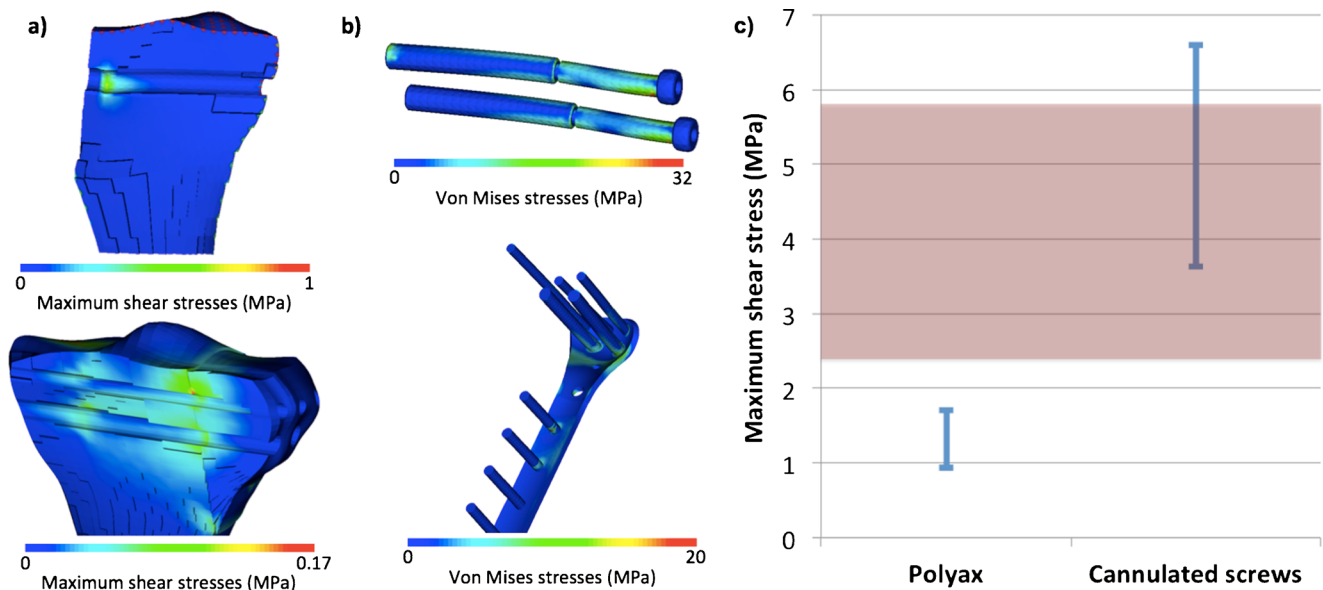 a)
0 1
Maximum shear stresses (MPa)
0 0.17
Maximum shear stresses (MPa)
b)
0 32
Von Mises stresses (MPa)
0 20
Von Mises stresses (MPa)
c)
Maximum shear stress (MPa)
7
6
5
4
3
2
1
0
Polyax Cannulated screws